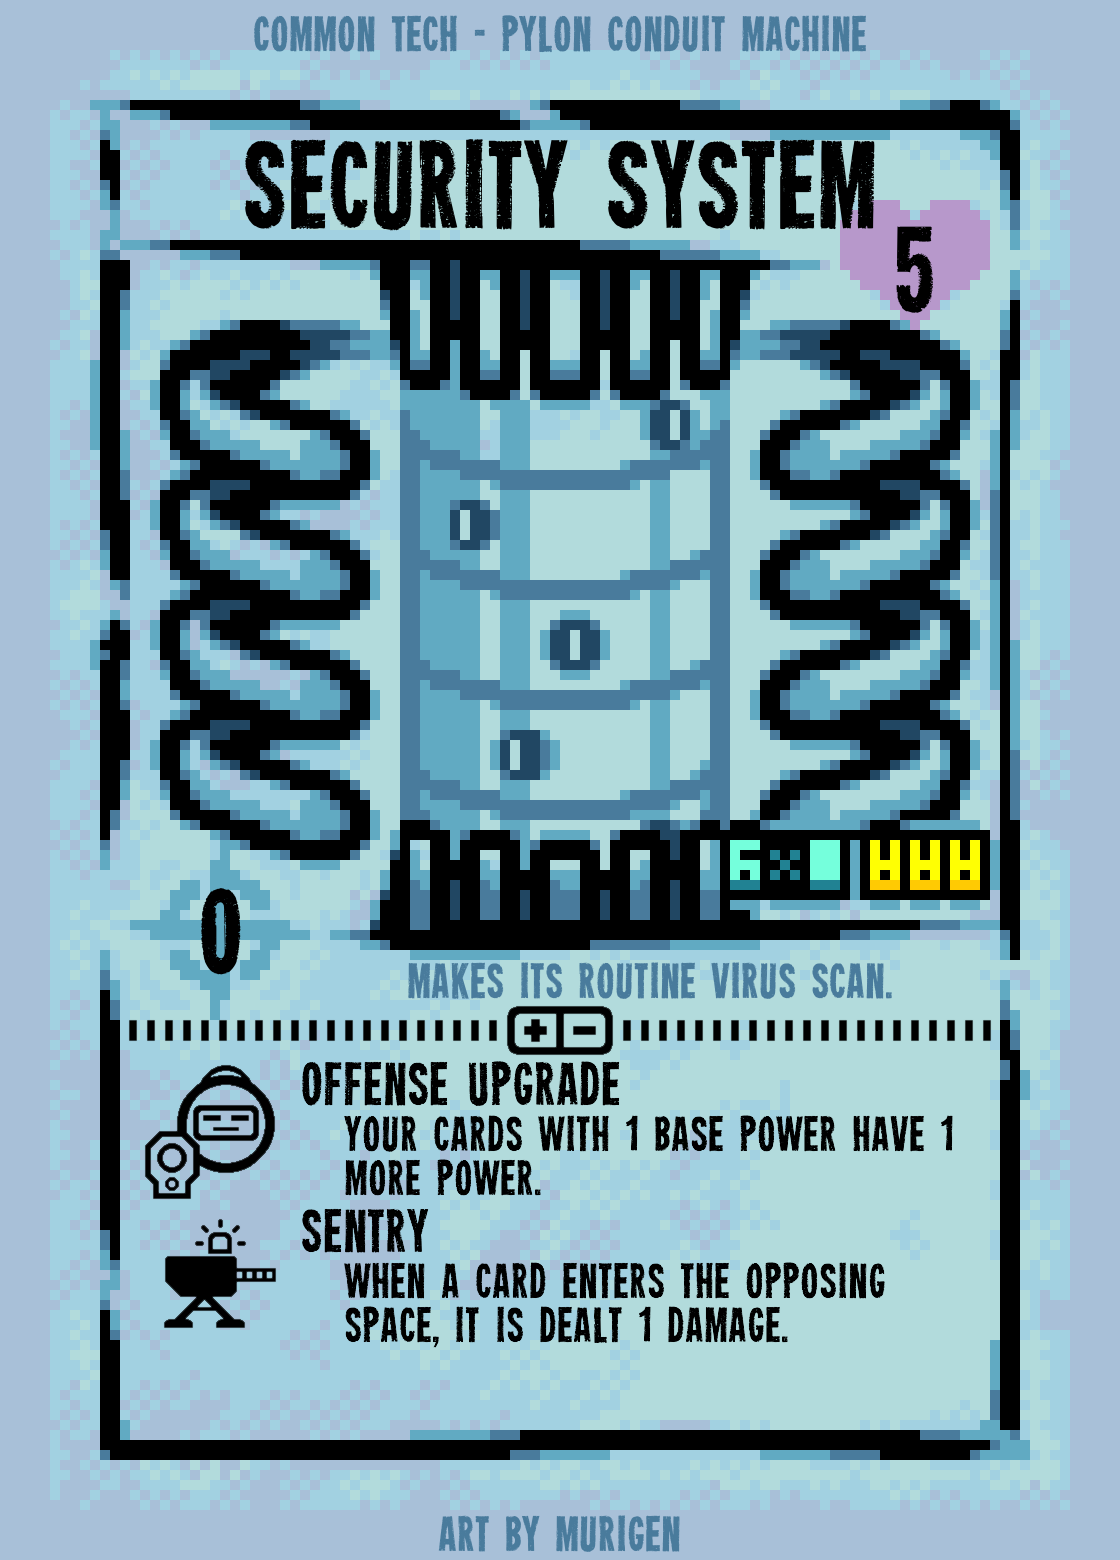 COMMON TECH - PYLON CONDUIT MACHINE
SECURITY SYSTEM
5
6 x
0
MAKES ITS ROUTINE VIRUS SCAN.
OFFENSE UPGRADE
YOUR CARDS WITH 1 BASE POWER HAVE 1
MORE POWER.
SENTRY
WHEN A CARD ENTERS THE OPPOSING
SPACE, IT IS DEALT 1 DAMAGE.
ART BY MURIGEN